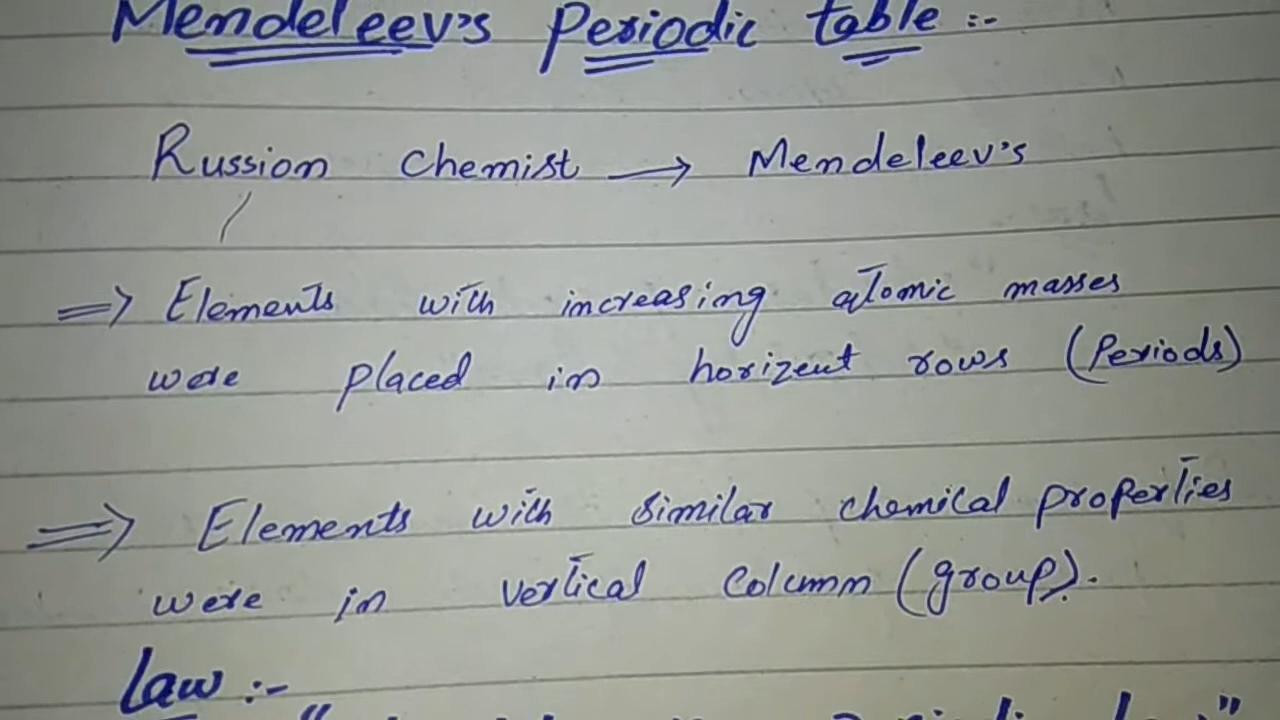 Mendeleev's Periodic table :-
Russion Chemist → Mendeleev's
⇒ Elements with increasing atomic masses
were placed in horizent rows (Periods)
⇒ Elements with similar chemical properties
were in vertical Column (group).
Law :-